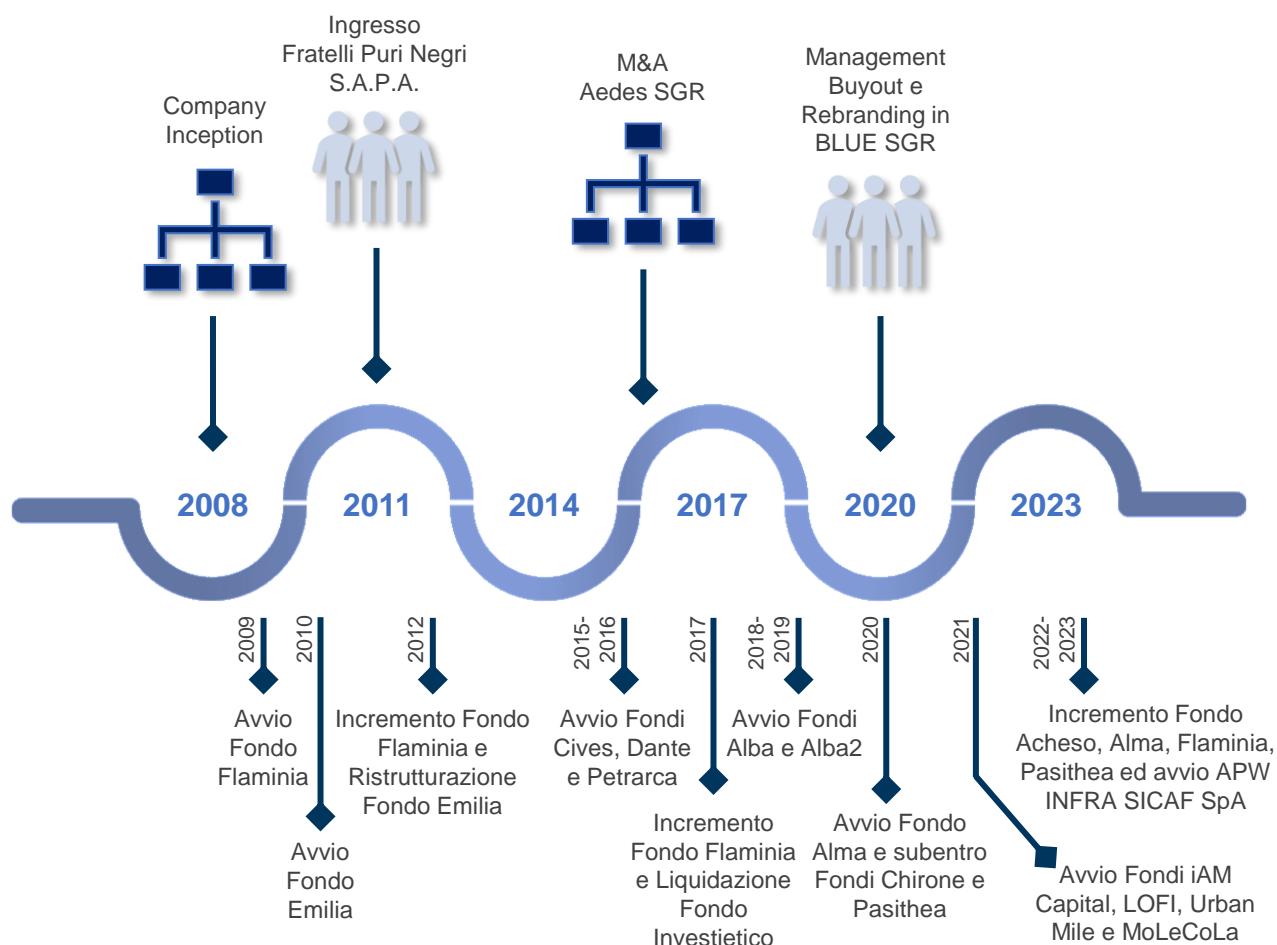 Ingresso
Fratelli Puri Negri
S.A.P.A.
Company
Inception
M&A
Aedes SGR
Management
Buyout e
Rebranding in
BLUE SGR
2008
2011
2014
2017
2020
2023
2009
Avvio
Fondo
Flaminia
2010
Avvio
Fondo
Emilia
2012
Incremento Fondo
Flaminia e
Ristrutturazione
Fondo Emilia
2015-
2016
Avvio Fondi
Cives, Dante
e Petrarca
2017
Incremento
Fondo Flaminia
e Liquidazione
Fondo
Investietico
2018-
2019
Avvio Fondi
Alba e Alba2
2020
Avvio Fondo
Alma e subentro
Fondi Chirone e
Pasithea
2021
Avvio Fondi iAM
Capital, LOFI, Urban
Mile e MoLeCoLa
2022-
2023
Incremento Fondo
Acheso, Alma, Flaminia,
Pasithea ed avvio APW
INFRA SICAF SpA